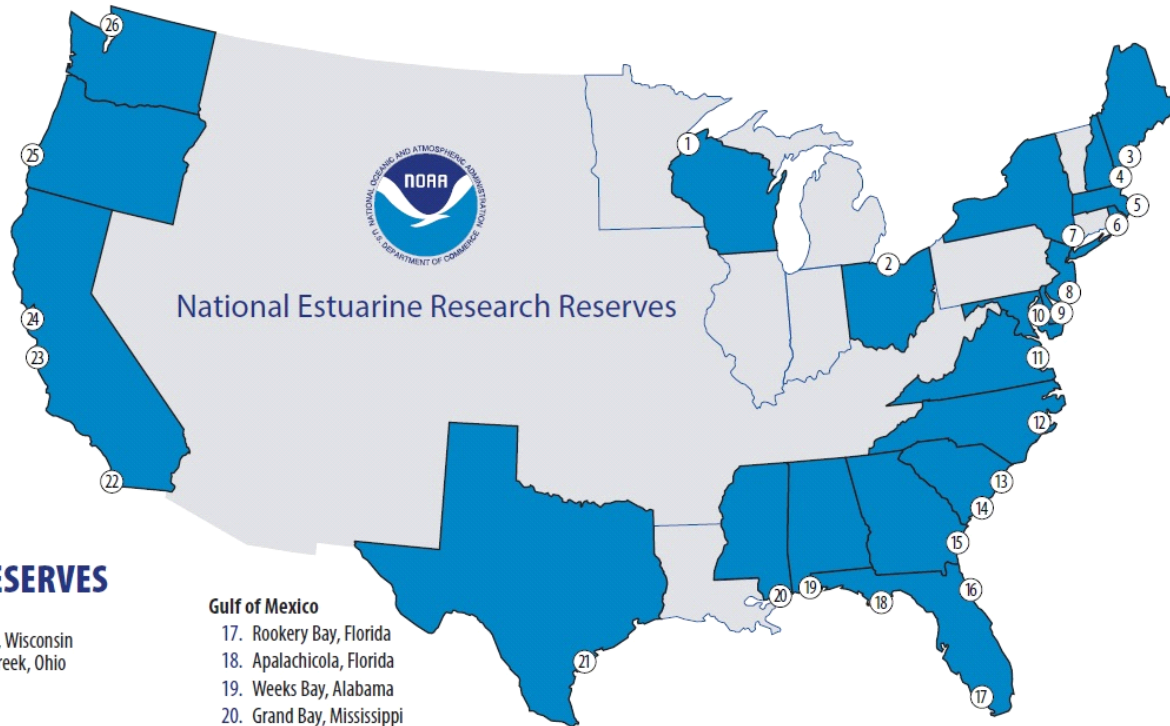 26
25
24
23
22
1
2
3
4
5
6
7
8
9
10
11
12
13
14
15
16
17
18
19
20
21
NATIONAL OCEANIC AND ATMOSPHERIC ADMINISTRATION
NOAA
U.S. DEPARTMENT OF COMMERCE
National Estuarine Research Reserves
ESERVES
, Wisconsin
reek, Ohio
Gulf of Mexico
17. Rookery Bay, Florida
18. Apalachicola, Florida
19. Weeks Bay, Alabama
20. Grand Bay, Mississippi